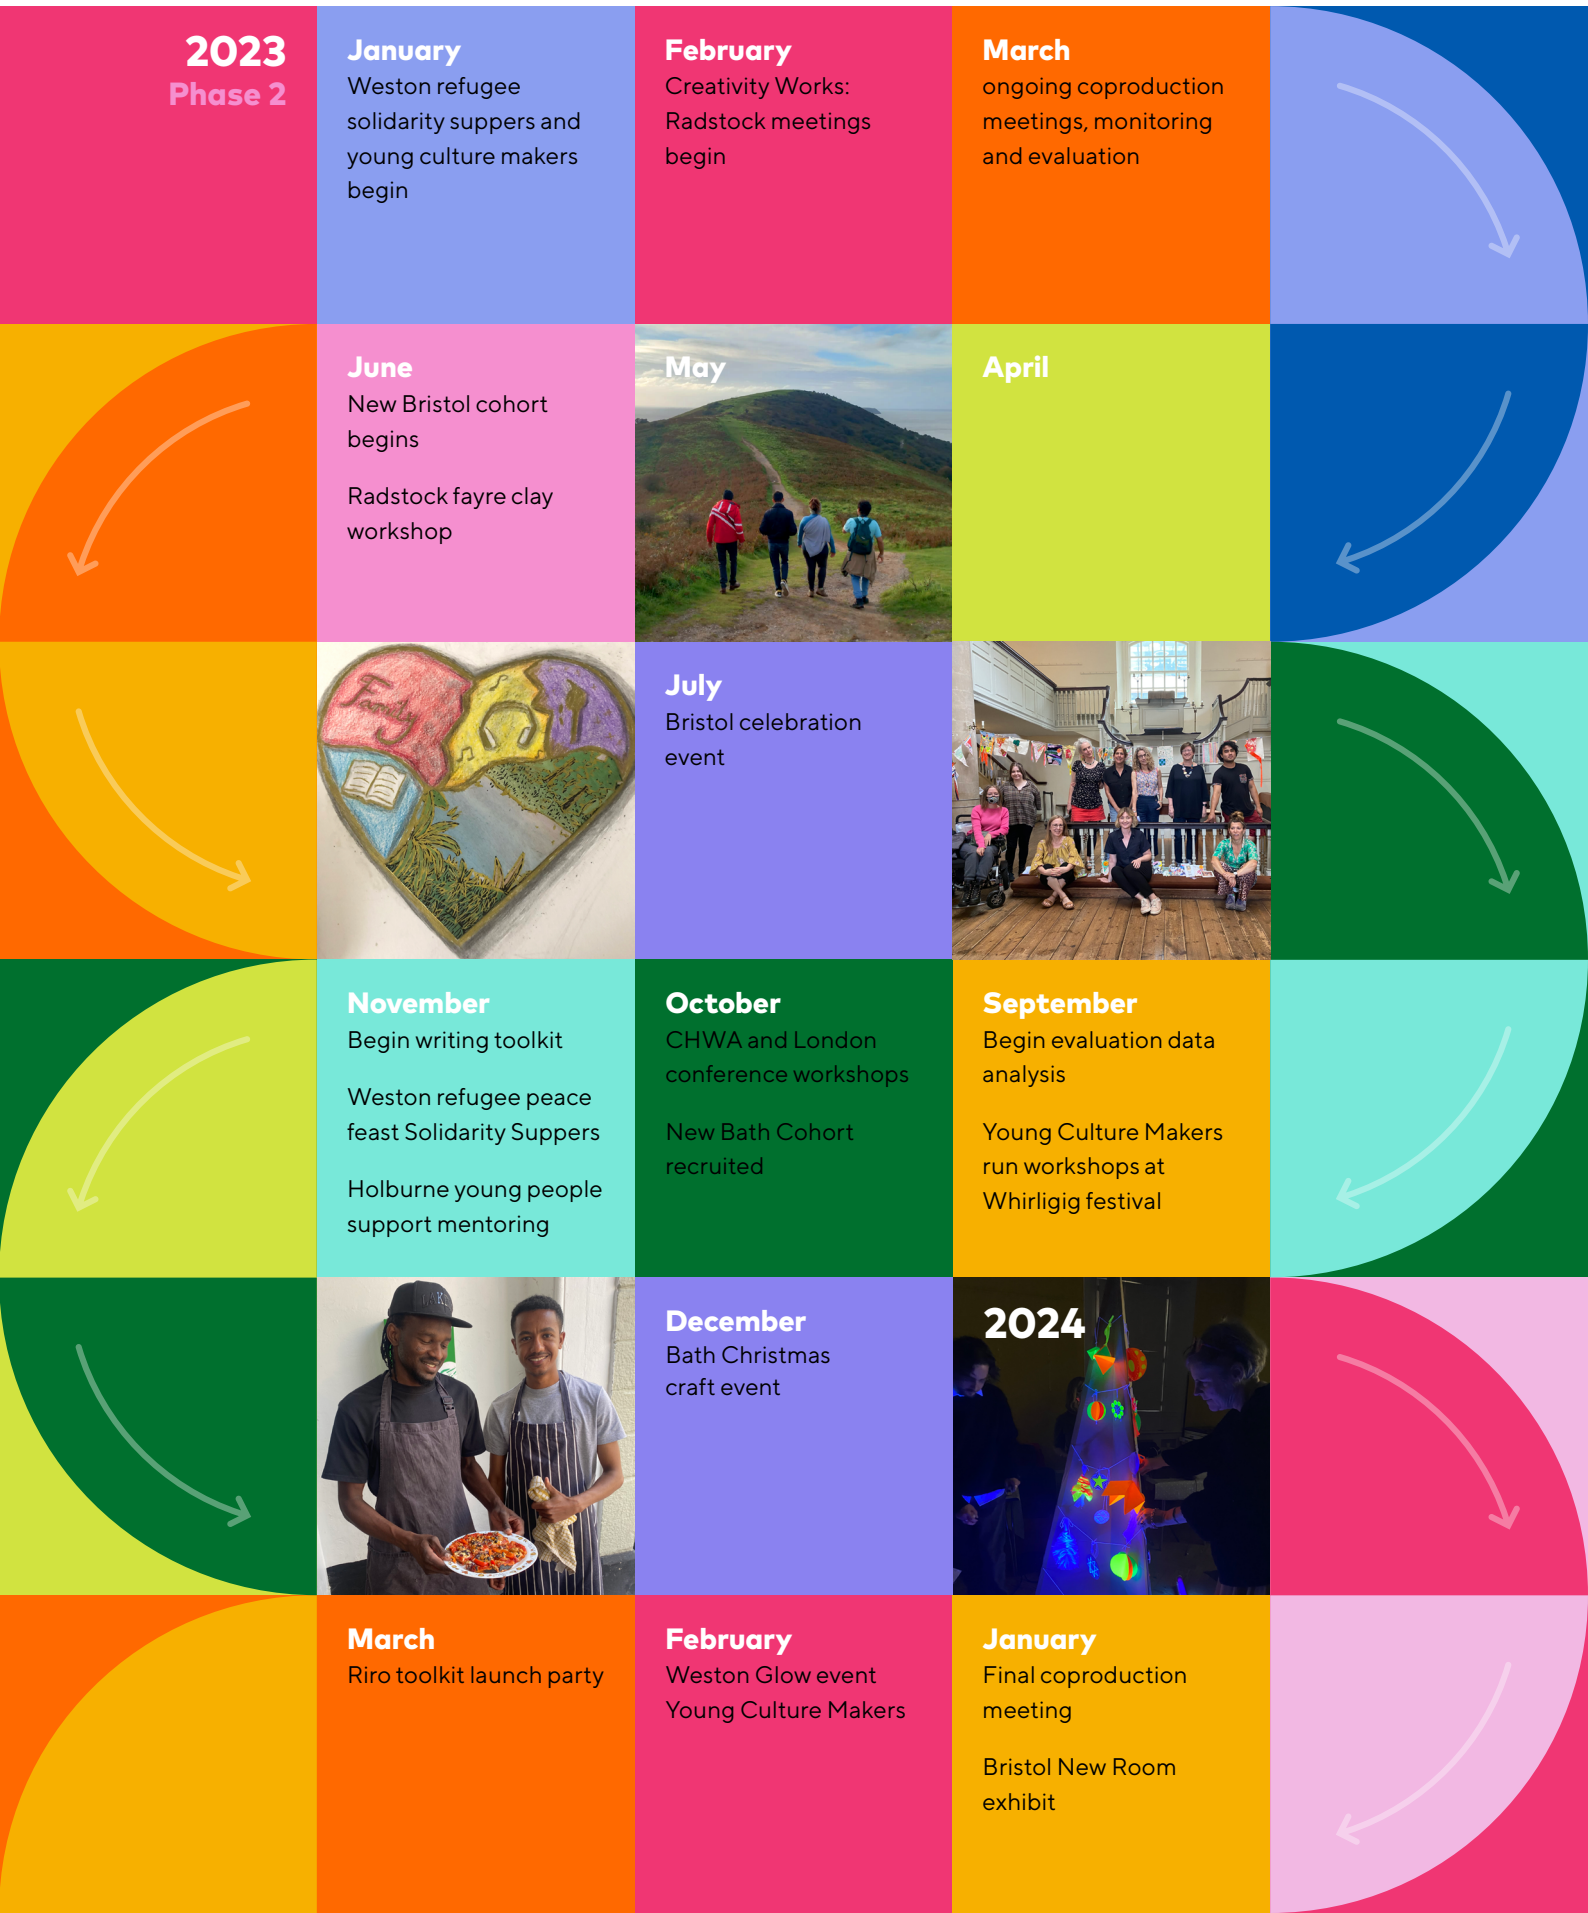 2023
Phase 2
January
Weston refugee
solidarity suppers and
young culture makers
begin
February
Creativity Works:
Radstock meetings
begin
March
ongoing coproduction
meetings, monitoring
and evaluation
April
May
June
New Bristol cohort
begins
Radstock fayre clay
workshop
Family
July
Bristol celebration
event
September
Begin evaluation data
analysis
Young Culture Makers
run workshops at
Whirligig festival
October
CHWA and London
conference workshops
New Bath Cohort
recruited
November
Begin writing toolkit
Weston refugee peace
feast Solidarity Suppers
Holburne young people
support mentoring
December
Bath Christmas
craft event
2024
January
Final coproduction
meeting
Bristol New Room
exhibit
February
Weston Glow event
Young Culture Makers
March
Riro toolkit launch party